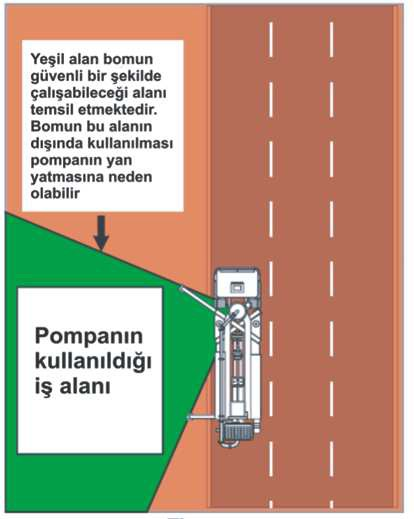 Yeşil alan bomun
güvenli bir şekilde
çalışabileceği alanı
temsil etmektedir.
Bomun bu alanın
dışında kullanılması
pompanın yan
yatmasına neden
olabilir
Pompanın
kullanıldığı
iş alanı